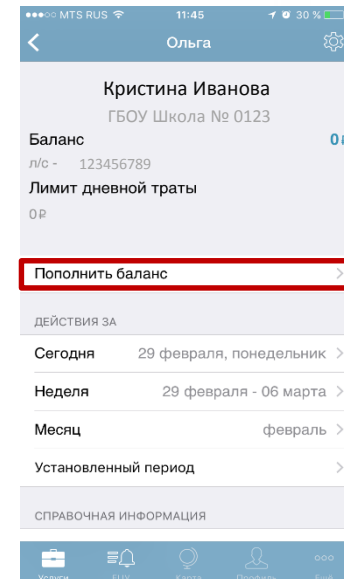 MTS RUS 11:45 30 %
Ольга
Кристина Иванова
ГБОУ Школа № 0123
Баланс 0
л/с - 123456789
Лимит дневной траты
0 ₽
Пополнить баланс
ДЕЙСТВИЯ ЗА
Сегодня 29 февраля, понедельник
Неделя 29 февраля - 06 марта
Месяц февраль
Установленный период
СПРАВОЧНАЯ ИНФОРМАЦИЯ
Услуги Карта Профиль